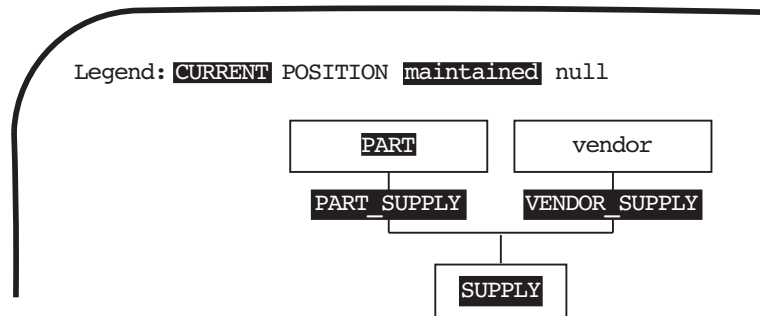 Legend: CURRENT POSITION maintained null
PART vendor
PART_SUPPLY VENDOR_SUPPLY
SUPPLY